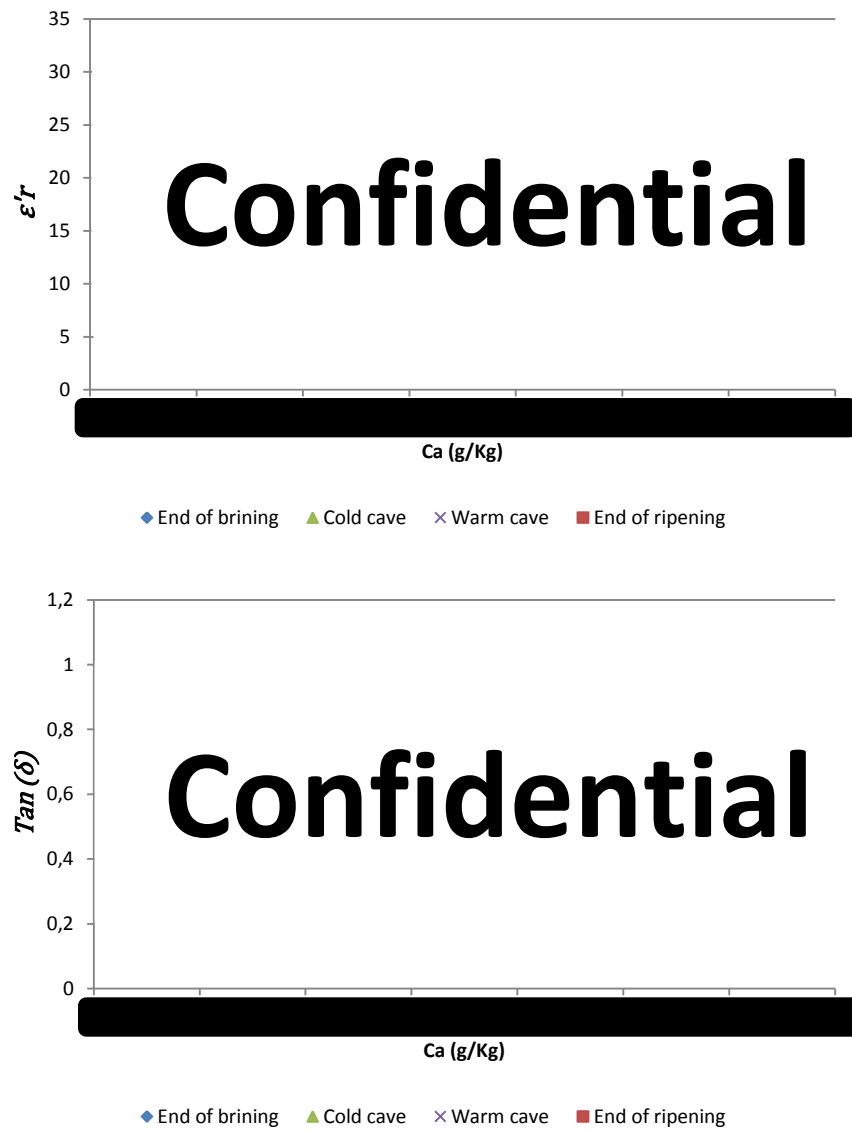 35
30
25
20
15
10
5
0
ε'r
Confidential
Ca (g/Kg)
End of brining Cold cave Warm cave End of ripening
1,2
1
0,8
0,6
0,4
0,2
0
Tan (δ)
Confidential
Ca (g/Kg)
End of brining Cold cave Warm cave End of ripening